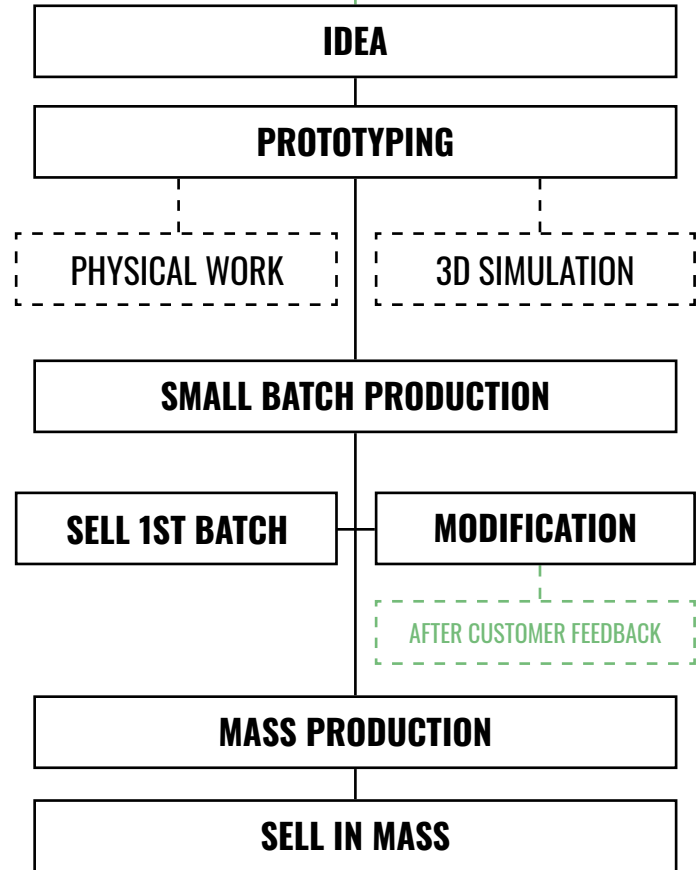 IDEA
PROTOTYPING
PHYSICAL WORK
3D SIMULATION
SMALL BATCH PRODUCTION
SELL 1ST BATCH
MODIFICATION
AFTER CUSTOMER FEEDBACK
MASS PRODUCTION
SELL IN MASS